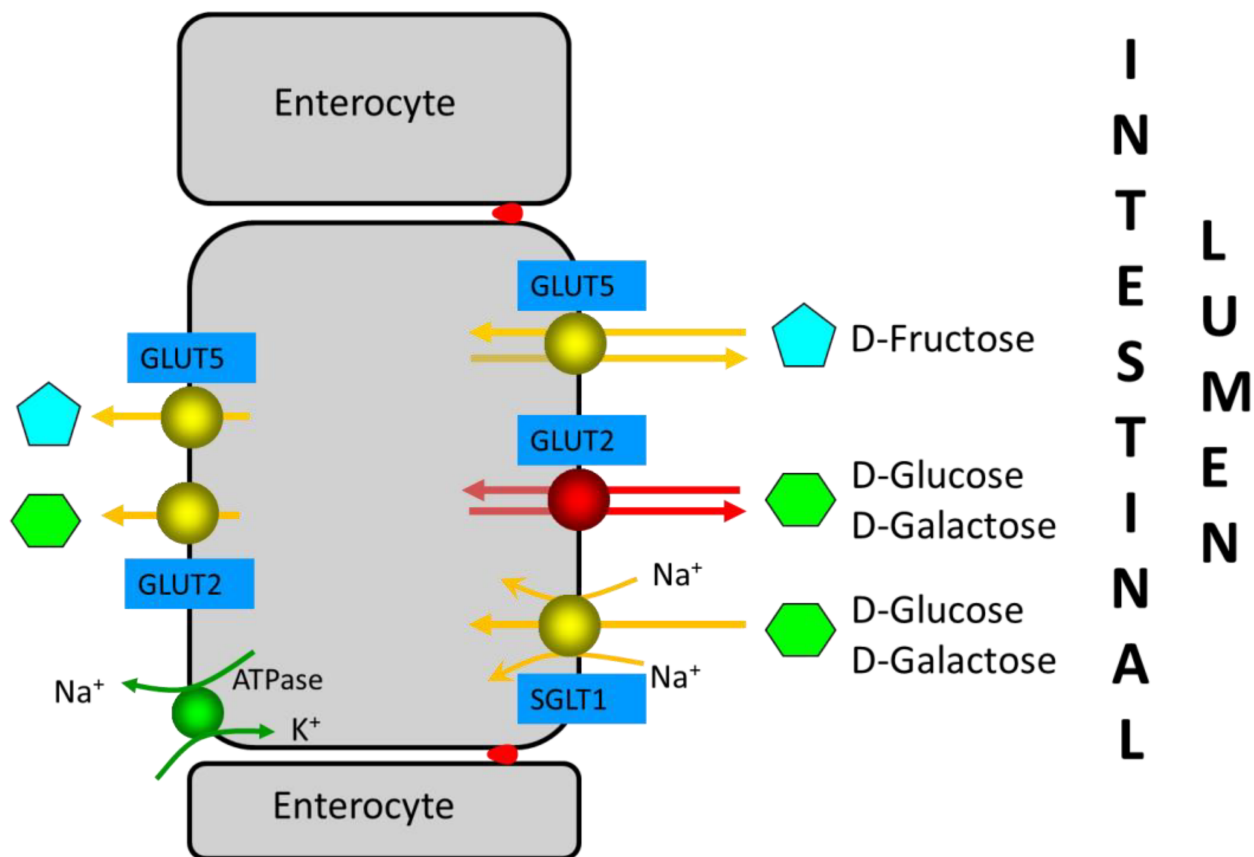 Enterocyte
GLUT5
D-Fructose
GLUT5
GLUT2
D-Glucose
D-Galactose
GLUT2
Na⁺
D-Glucose
D-Galactose
Na⁺
SGLT1
ATPase
Na⁺
K⁺
Enterocyte
INTESTINAL
LUMEN